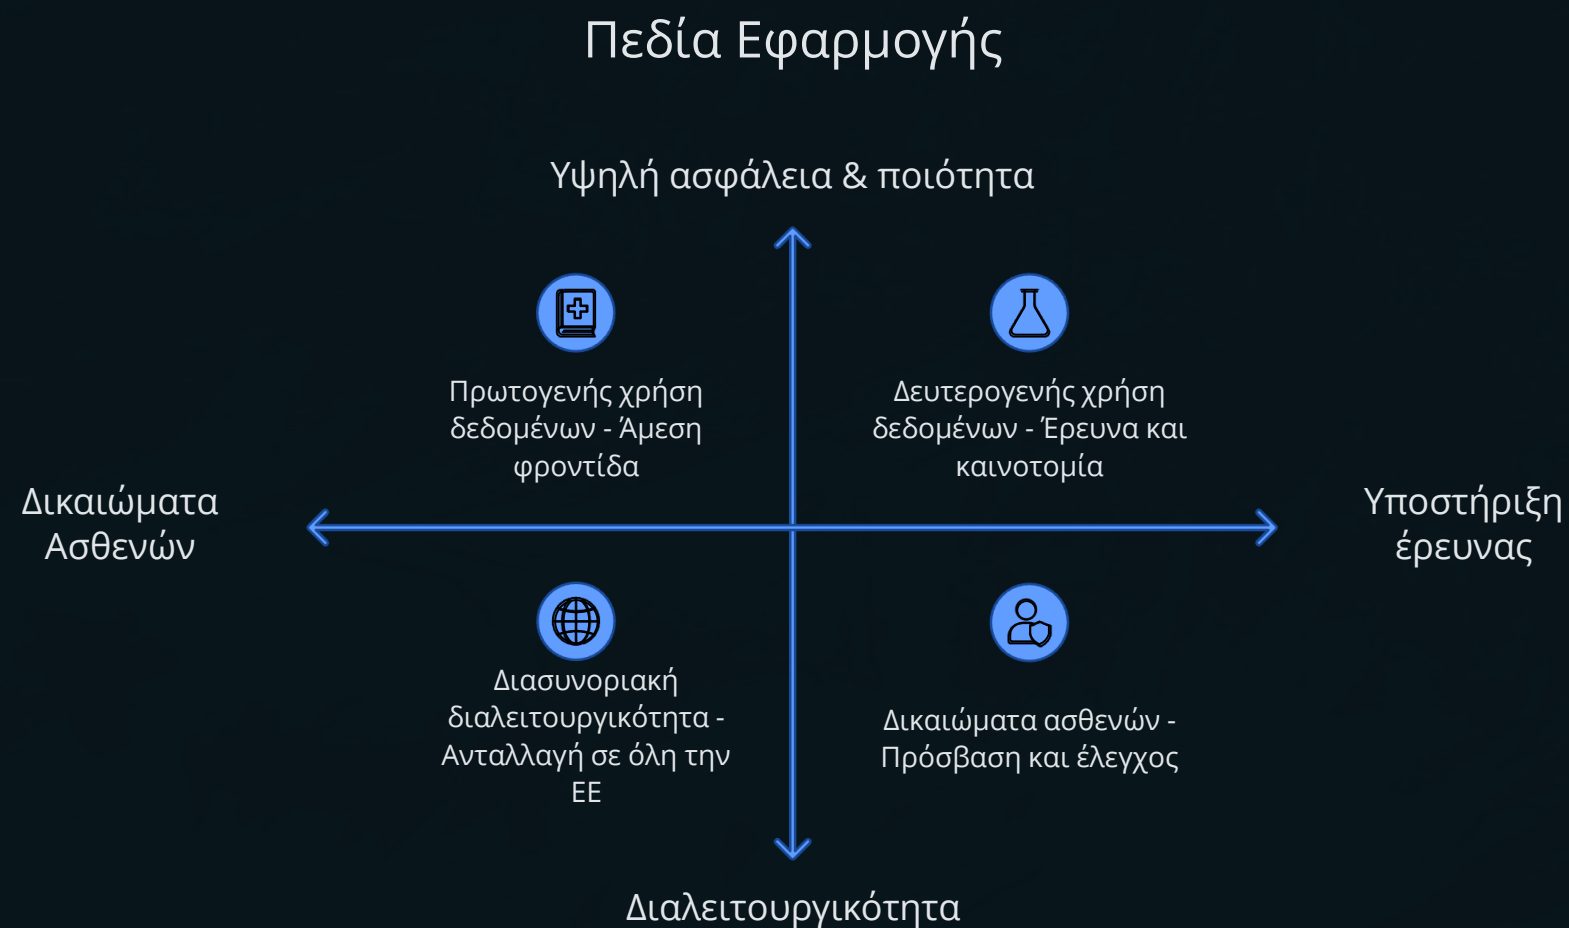 Πεδία Εφαρμογής
Υψηλή ασφάλεια & ποιότητα
Πρωτογενής χρήση
δεδομένων - Άμεση
φροντίδα
Δευτερογενής χρήση
δεδομένων - Έρευνα και
καινοτομία
Δικαιώματα
Ασθενών
Υποστήριξη
έρευνας
Διασυνοριακή
διαλειτουργικότητα -
Ανταλλαγή σε όλη την
ΕΕ
Δικαιώματα ασθενών -
Πρόσβαση και έλεγχος
Διαλειτουργικότητα